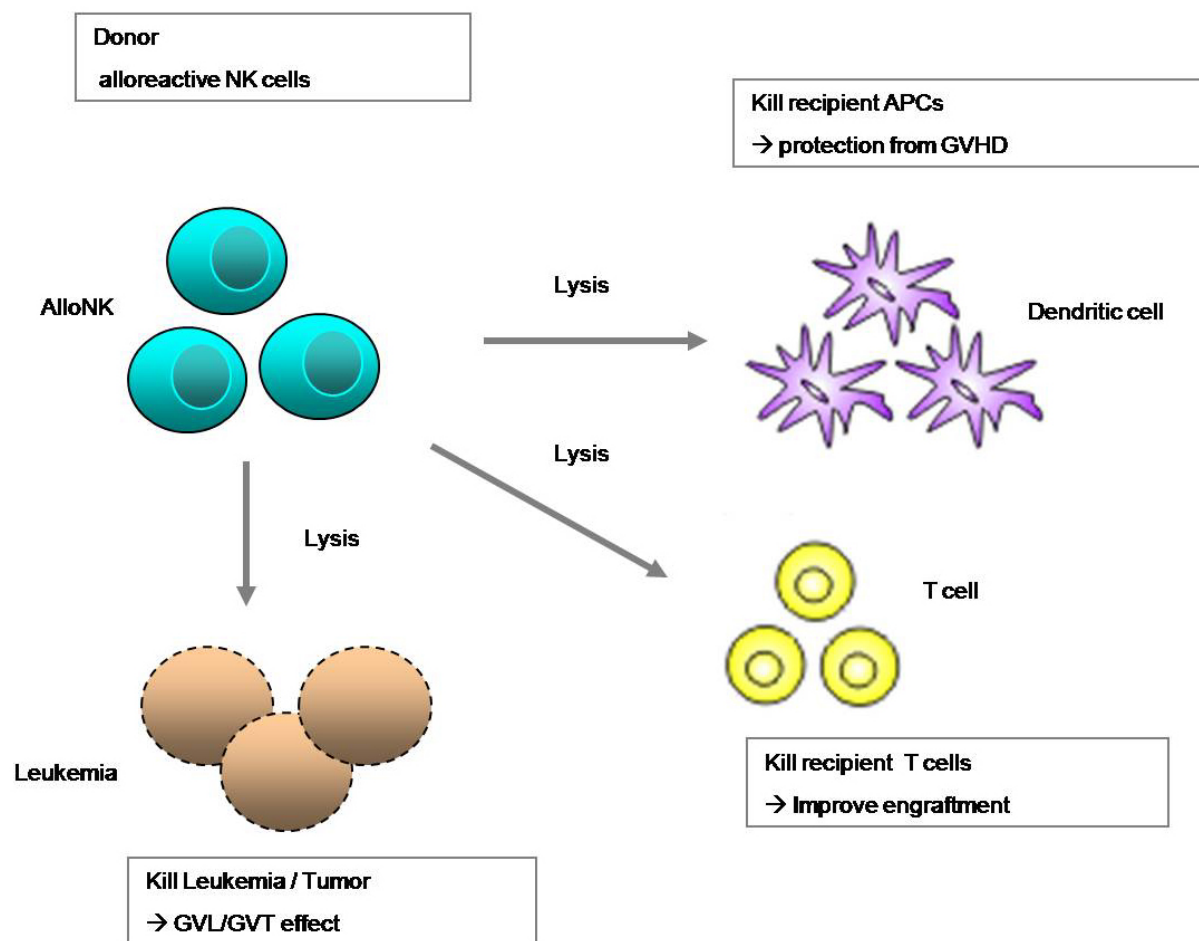 Donor
alloreactive NK cells
Kill recipient APCs
→ protection from GVHD
Lysis
AlloNK
Dendritic cell
Lysis
Lysis
T cell
Leukemia
Kill recipient T cells
→ Improve engraftment
Kill Leukemia / Tumor
→ GVL/GVT effect